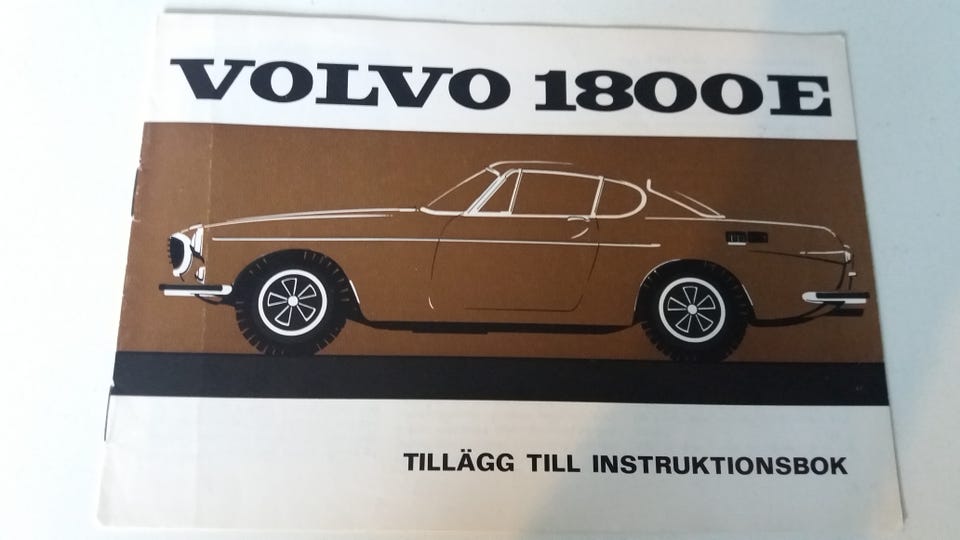 VOLVO 1800E
TILLÄGG TILL INSTRUKTIONSBOK